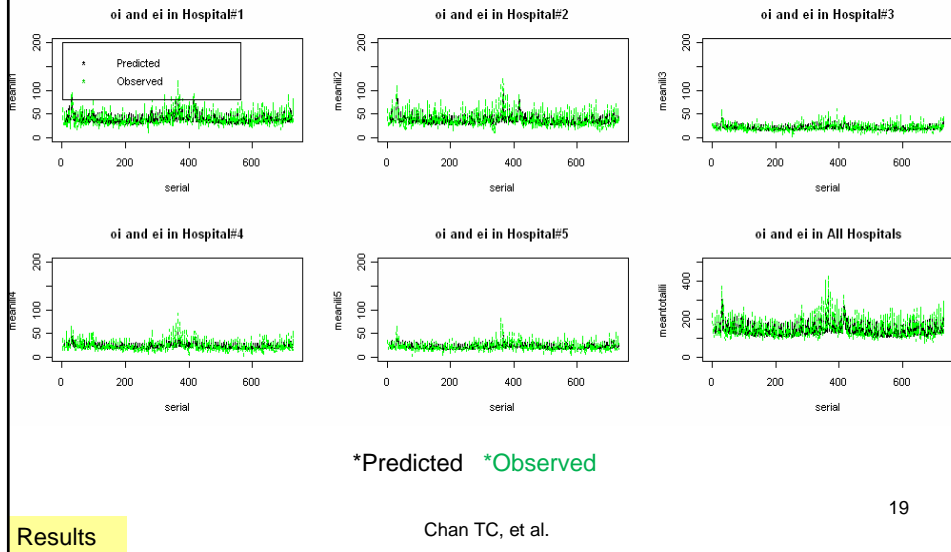 oi and ei in Hospital#1
200
100
50
0
meanili1
Predicted
Observed
0 200 400 600
serial
oi and ei in Hospital#2
200
100
50
0
meanili2
0 200 400 600
serial
oi and ei in Hospital#3
200
100
50
0
meanili3
0 200 400 600
serial
oi and ei in Hospital#4
200
100
50
0
meanili4
0 200 400 600
serial
oi and ei in Hospital#5
200
100
50
0
meanili5
0 200 400 600
serial
oi and ei in All Hospitals
400
200
0
meantotalili
0 200 400 600
serial
*Predicted *Observed
19
Results
Chan TC, et al.